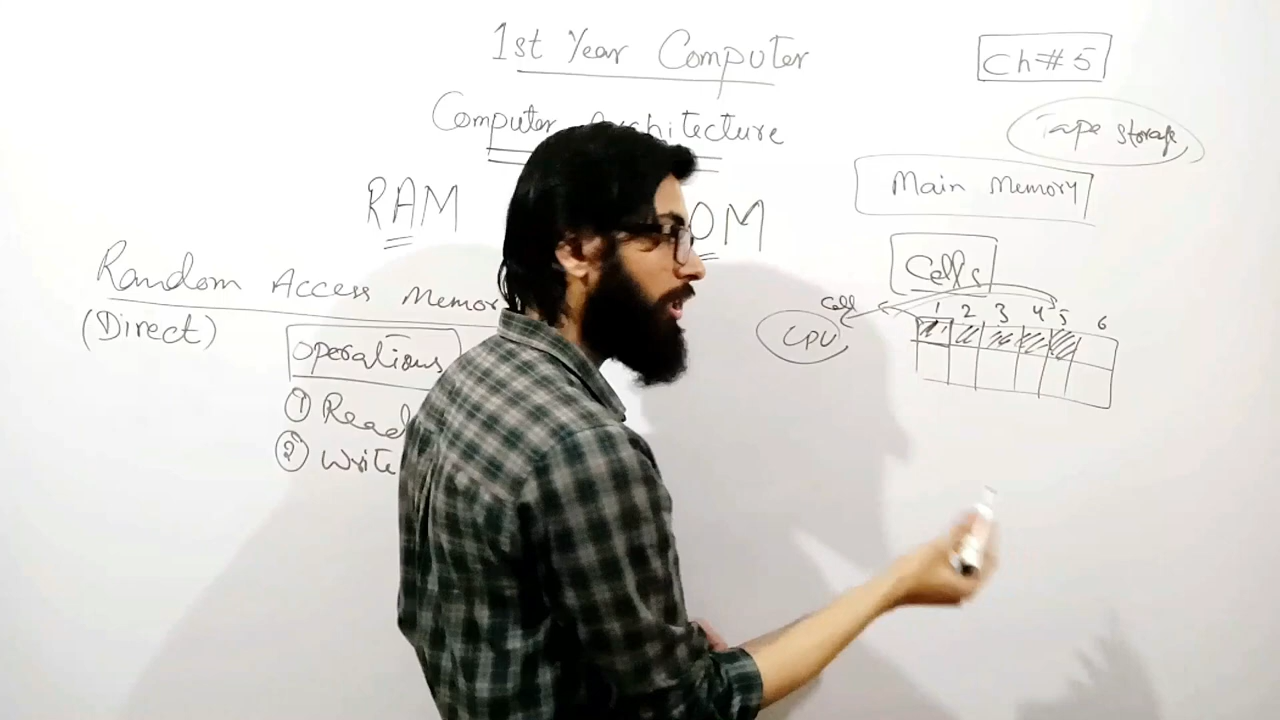 1st Year Computer
Ch#5
Computer Architecture
Tape Storage
Main Memory
RAM
OM
Cells
Random Access Memor
(Direct)
Cell
1 2 3 4 5 6
CPU
Operations
1 Read
2 Write